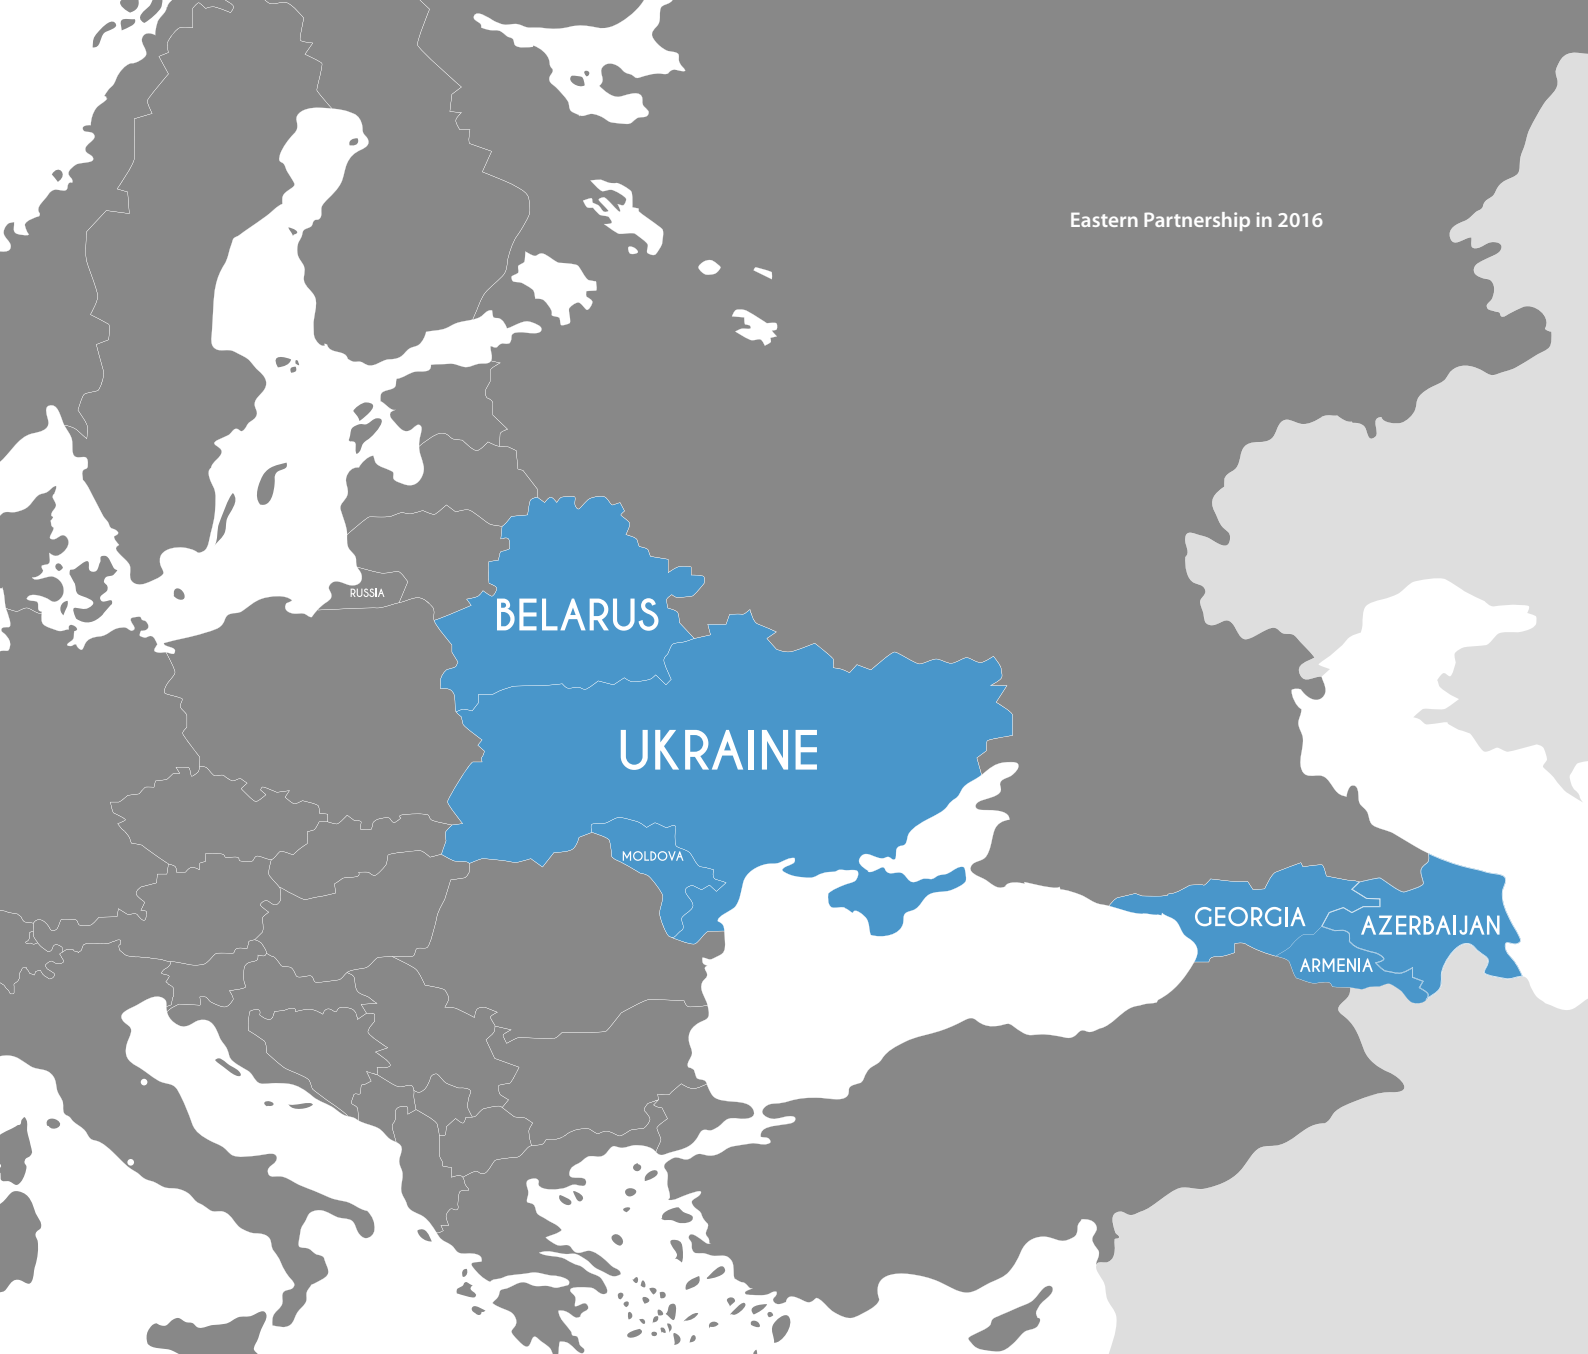 Eastern Partnership in 2016
RUSSIA
BELARUS
UKRAINE
MOLDOVA
GEORGIA
AZERBAIJAN
ARMENIA